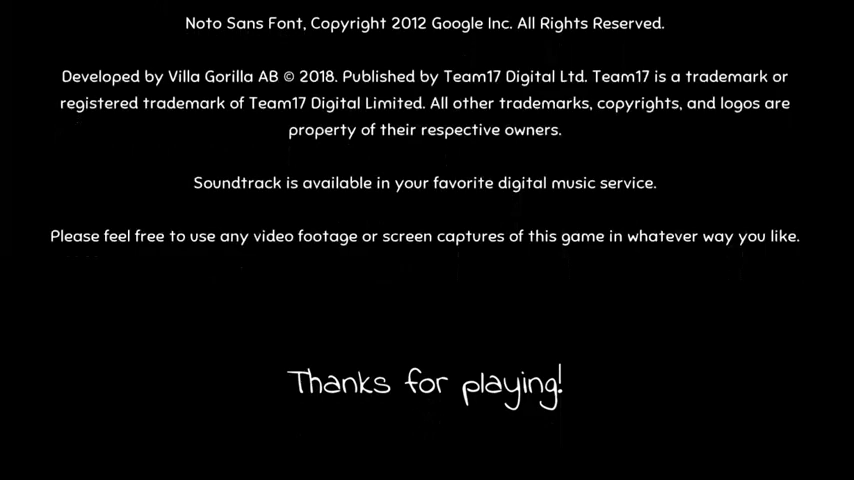 Noto Sans Font, Copyright 2012 Google Inc. All Rights Reserved.
Developed by Villa Gorilla AB © 2018. Published by Team17 Digital Ltd. Team17 is a trademark or
registered trademark of Team17 Digital Limited. All other trademarks, copyrights, and logos are
property of their respective owners.
Soundtrack is available in your favorite digital music service.
Please feel free to use any video footage or screen captures of this game in whatever way you like.
Thanks for playing!